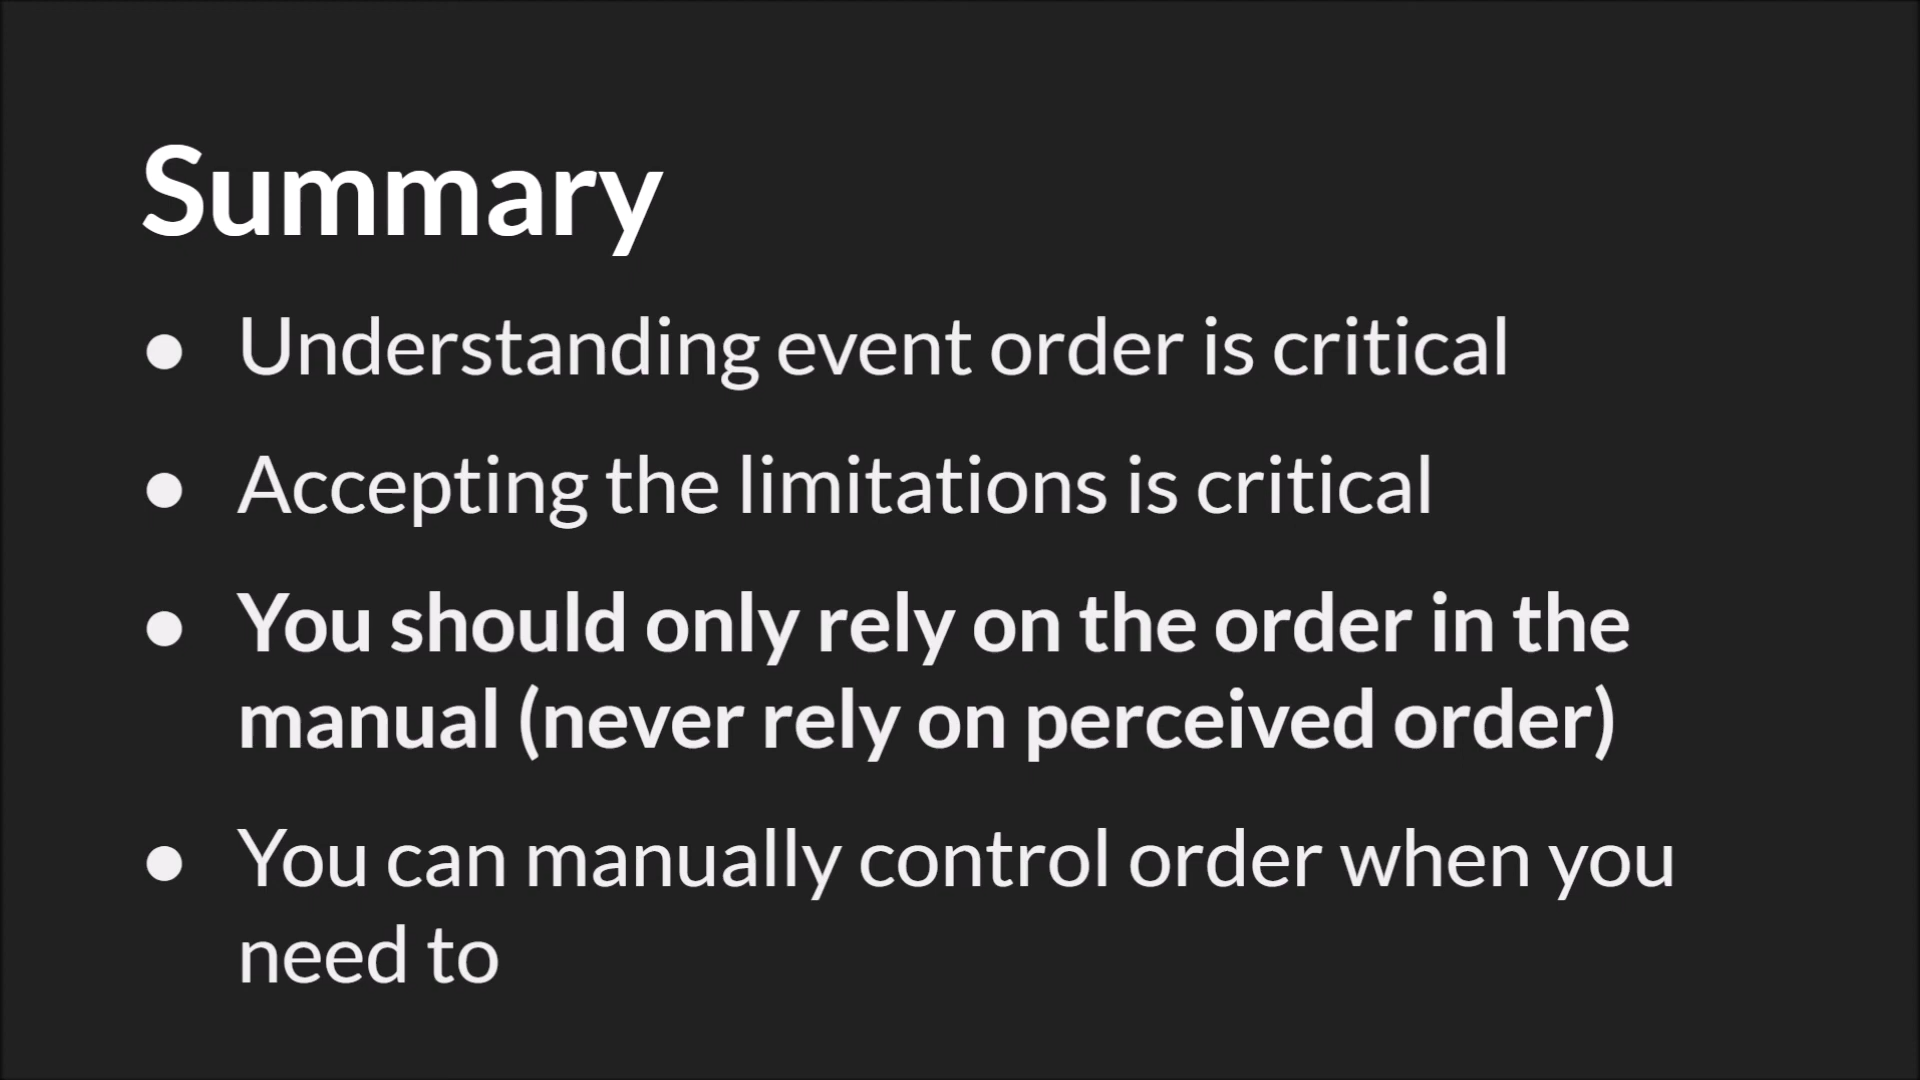 Summary
● Understanding event order is critical
● Accepting the limitations is critical
● You should only rely on the order in the
manual (never rely on perceived order)
● You can manually control order when you
need to